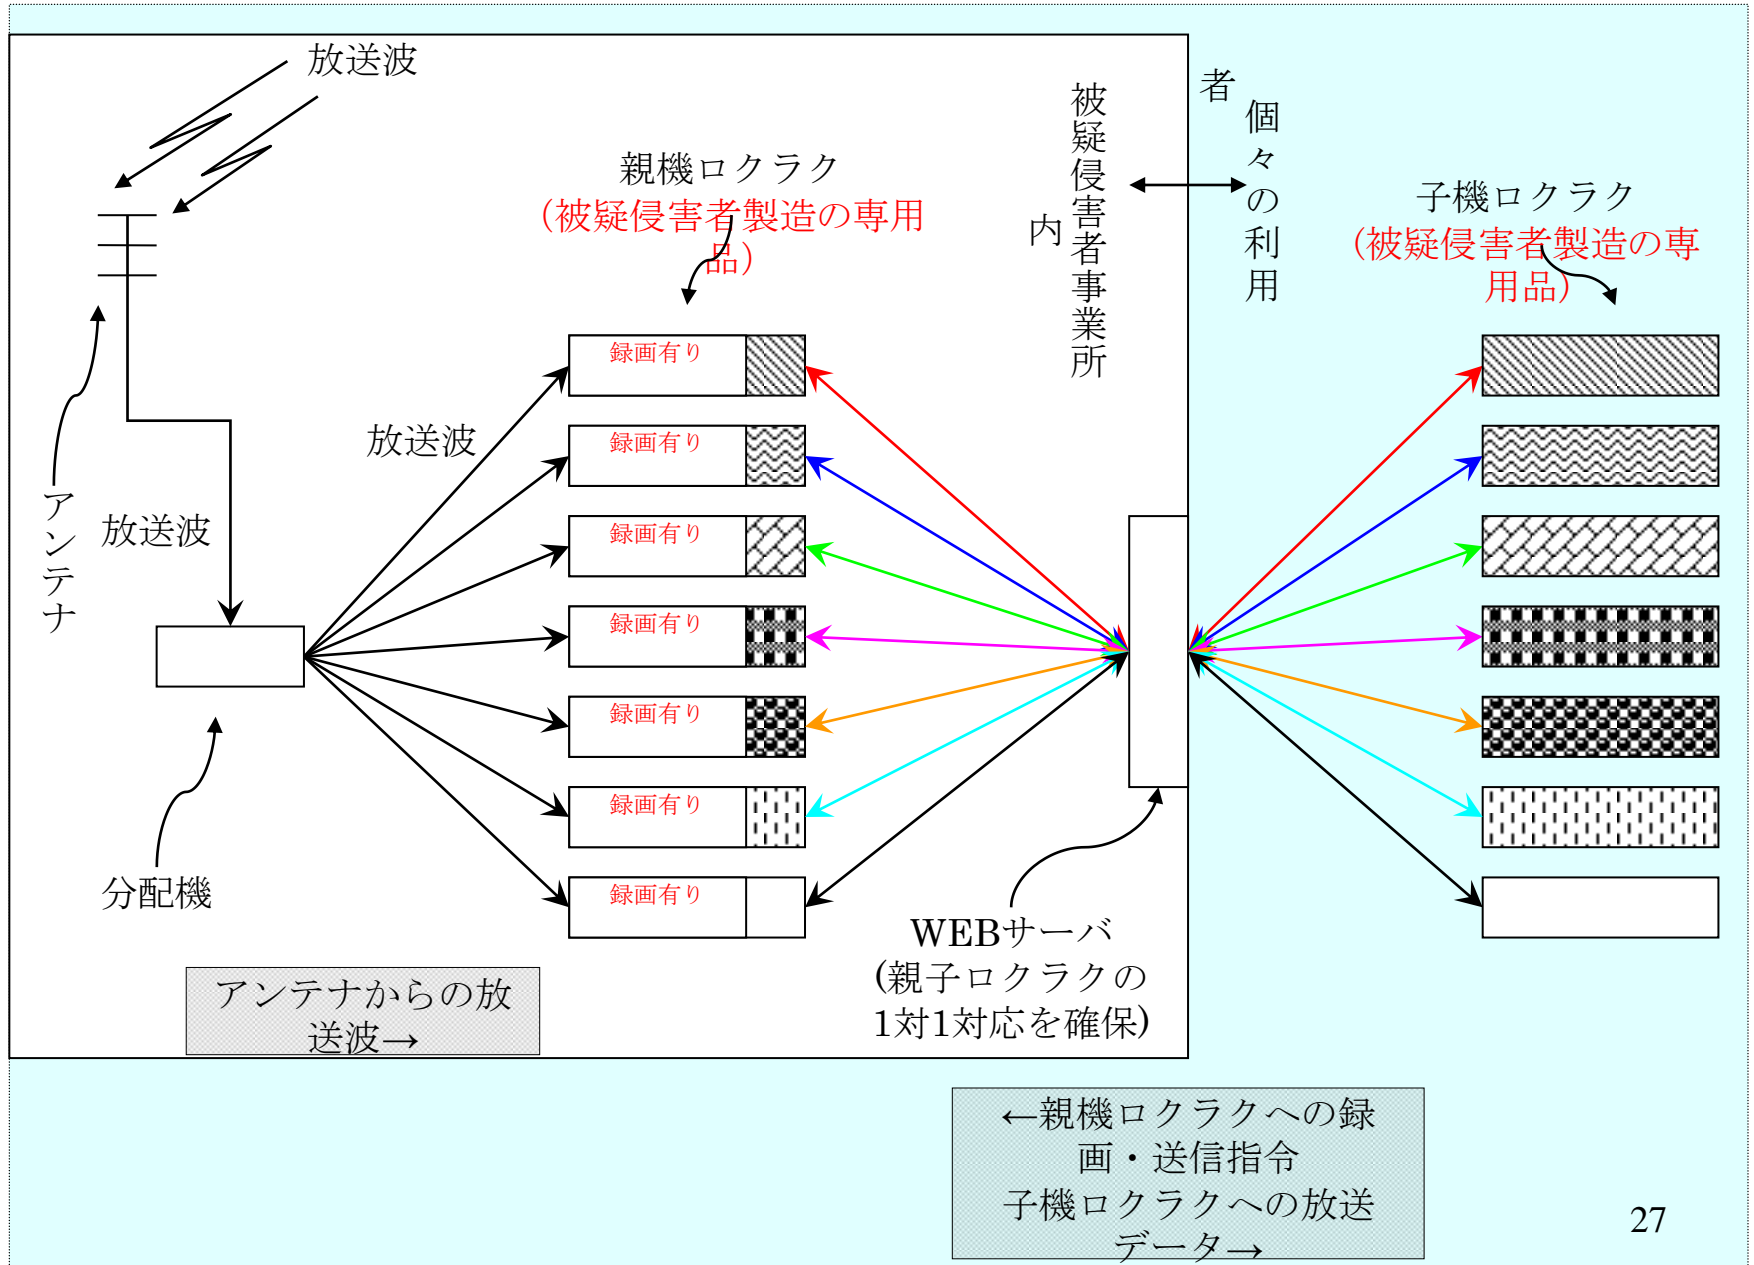 放送波
親機ロクラク
(被疑侵害者製造の専用
品)
被疑侵害者事業所
内
個々の利用
者
子機ロクラク
(被疑侵害者製造の専
用品)
アンテナ
放送波
放送波
録画有り
録画有り
録画有り
録画有り
録画有り
録画有り
録画有り
分配機
WEBサーバ
(親子ロクラクの
1対1対応を確保)
アンテナからの放
送波→
←親機ロクラクへの録
画・送信指令
子機ロクラクへの放送
データ→
27